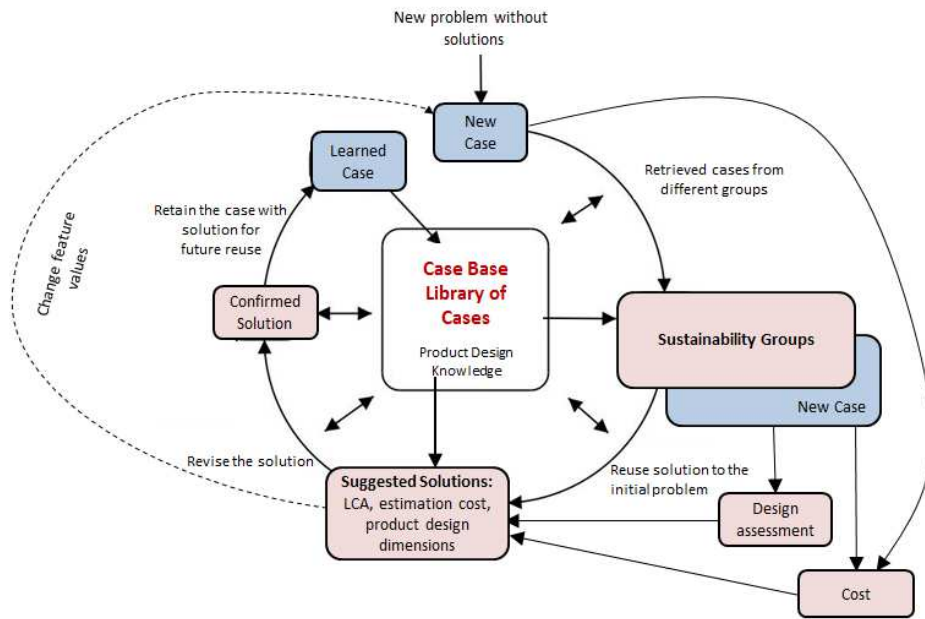 New problem without
solutions
New
Case
Learned
Case
Retrieved cases from
different groups
Retain the case with
solution for
future reuse
Change feature
values
Case Base
Library of
Cases
Product Design
Knowledge
Confirmed
Solution
Sustainability Groups
New Case
Revise the solution
Suggested Solutions:
LCA, estimation cost,
product design
dimensions
Reuse solution to the
initial problem
Design
assessment
Cost